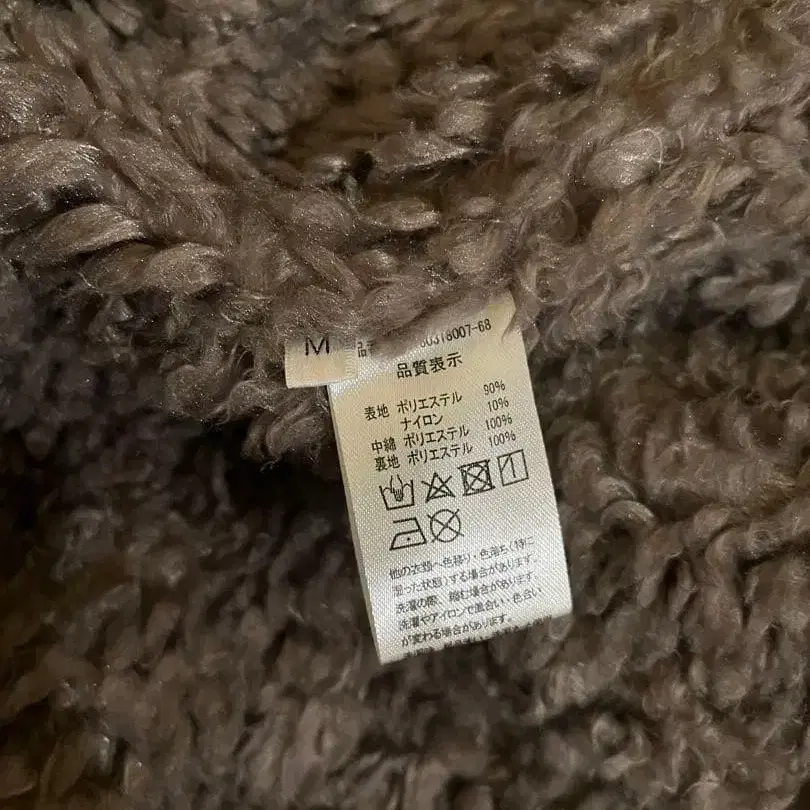 M
60318007-68
品質表示
表地 ポリエステル 90%
ナイロン 10%
中綿 ポリエステル 100%
裏地 ポリエステル 100%
他の衣類へ色移り・色落ち(特に
湿った状態)する場合があります。
洗濯の際、縮む場合があります。
洗濯やアイロンで風合い、色合い
が変わる場合があります。